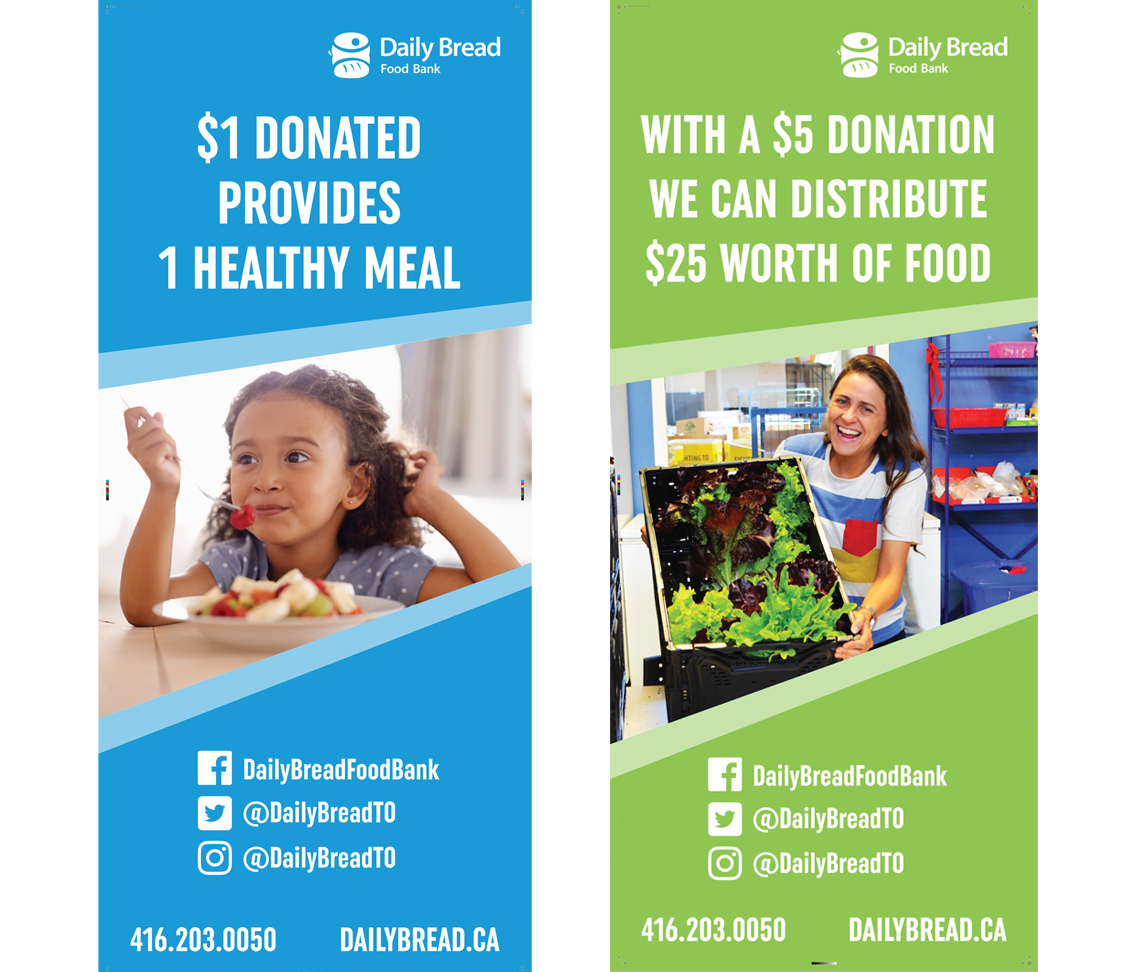 Daily Bread
Food Bank
$1 DONATED
PROVIDES
1 HEALTHY MEAL
DailyBreadFoodBank
@DailyBreadTO
@DailyBreadTO
416.203.0050 DAILYBREAD.CA
Daily Bread
Food Bank
WITH A $5 DONATION
WE CAN DISTRIBUTE
$25 WORTH OF FOOD
DailyBreadFoodBank
@DailyBreadTO
@DailyBreadTO
416.203.0050 DAILYBREAD.CA